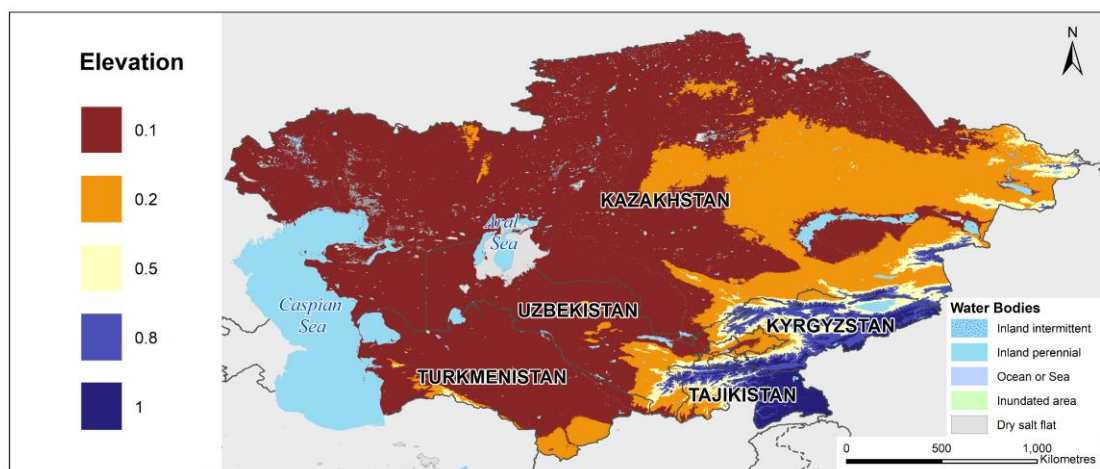 Elevation
0.1
0.2
0.5
0.8
1
N
KAZAKHSTAN
Aral
Sea
Caspian
Sea
UZBEKISTAN
KYRGYZSTAN
TURKMENISTAN
TAJIKISTAN
Water Bodies
Inland intermittent
Inland perennial
Ocean or Sea
Inundated area
Dry salt flat
0 500 1,000
Kilometres